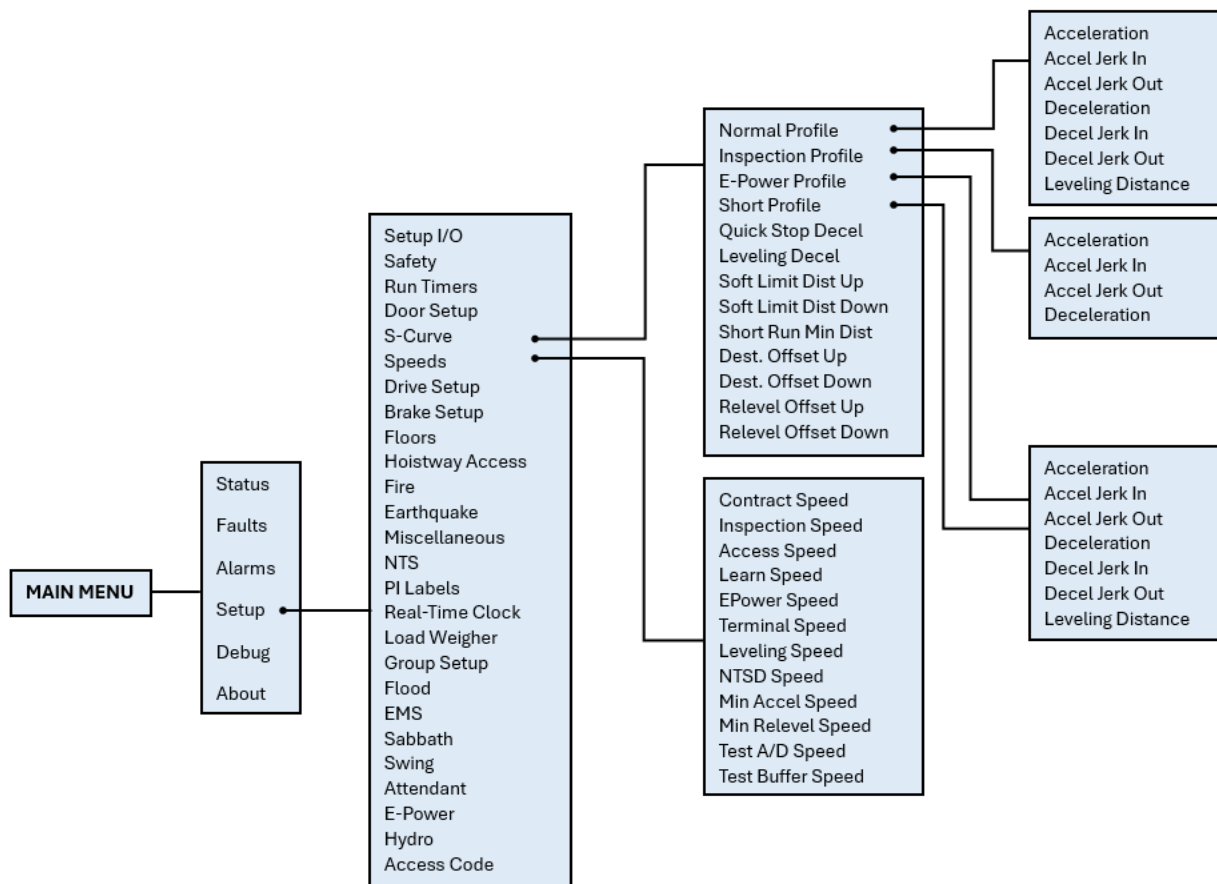 MAIN MENU
Status
Faults
Alarms
Setup
Debug
About
Setup I/O
Safety
Run Timers
Door Setup
S-Curve
Speeds
Drive Setup
Brake Setup
Floors
Hoistway Access
Fire
Earthquake
Miscellaneous
NTS
PI Labels
Real-Time Clock
Load Weigher
Group Setup
Flood
EMS
Sabbath
Swing
Attendant
E-Power
Hydro
Access Code
Normal Profile
Inspection Profile
E-Power Profile
Short Profile
Quick Stop Decel
Leveling Decel
Soft Limit Dist Up
Soft Limit Dist Down
Short Run Min Dist
Dest. Offset Up
Dest. Offset Down
Relevel Offset Up
Relevel Offset Down
Contract Speed
Inspection Speed
Access Speed
Learn Speed
EPower Speed
Terminal Speed
Leveling Speed
NTSD Speed
Min Accel Speed
Min Relevel Speed
Test A/D Speed
Test Buffer Speed
Acceleration
Accel Jerk In
Accel Jerk Out
Deceleration
Decel Jerk In
Decel Jerk Out
Leveling Distance
Acceleration
Accel Jerk In
Accel Jerk Out
Deceleration
Acceleration
Accel Jerk In
Accel Jerk Out
Deceleration
Decel Jerk In
Decel Jerk Out
Leveling Distance